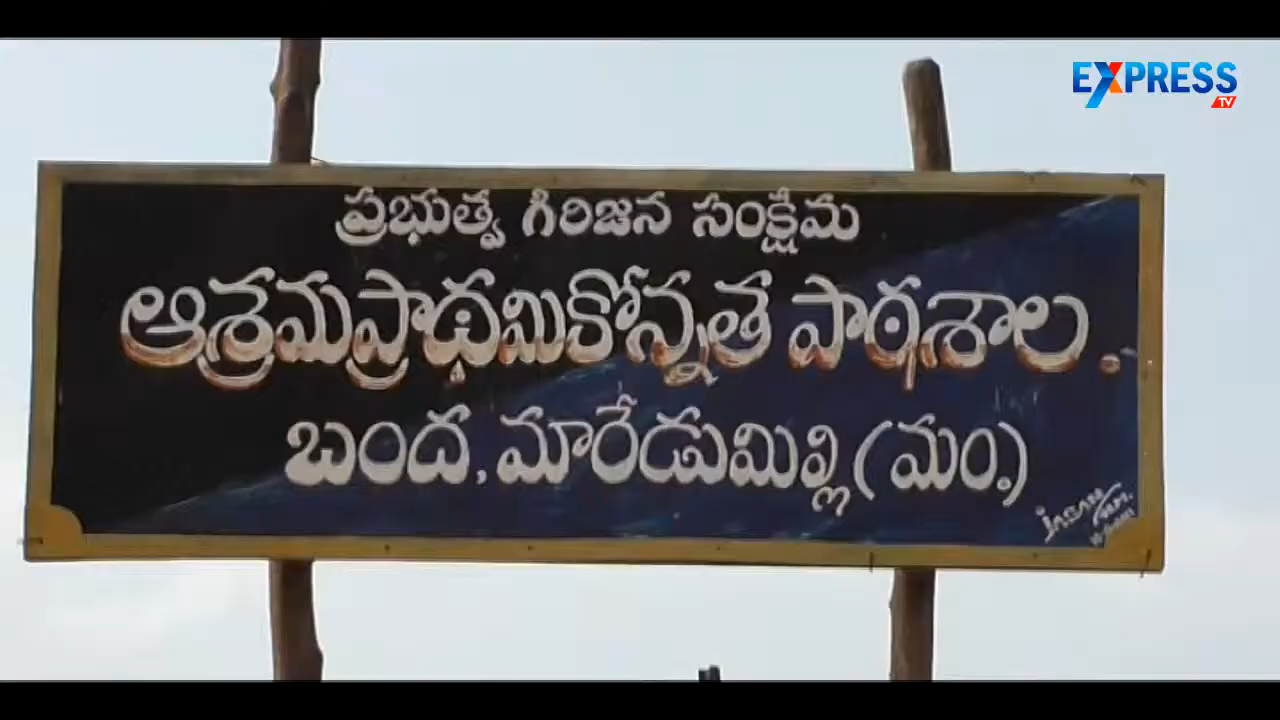 EXPRESS
TV
ప్రభుత్వ గిరిజన సంక్షేమ
ఆశ్రమప్రాథమికోన్నత పాఠశాల.
బంద, మారేడుమిల్లి (మం.)